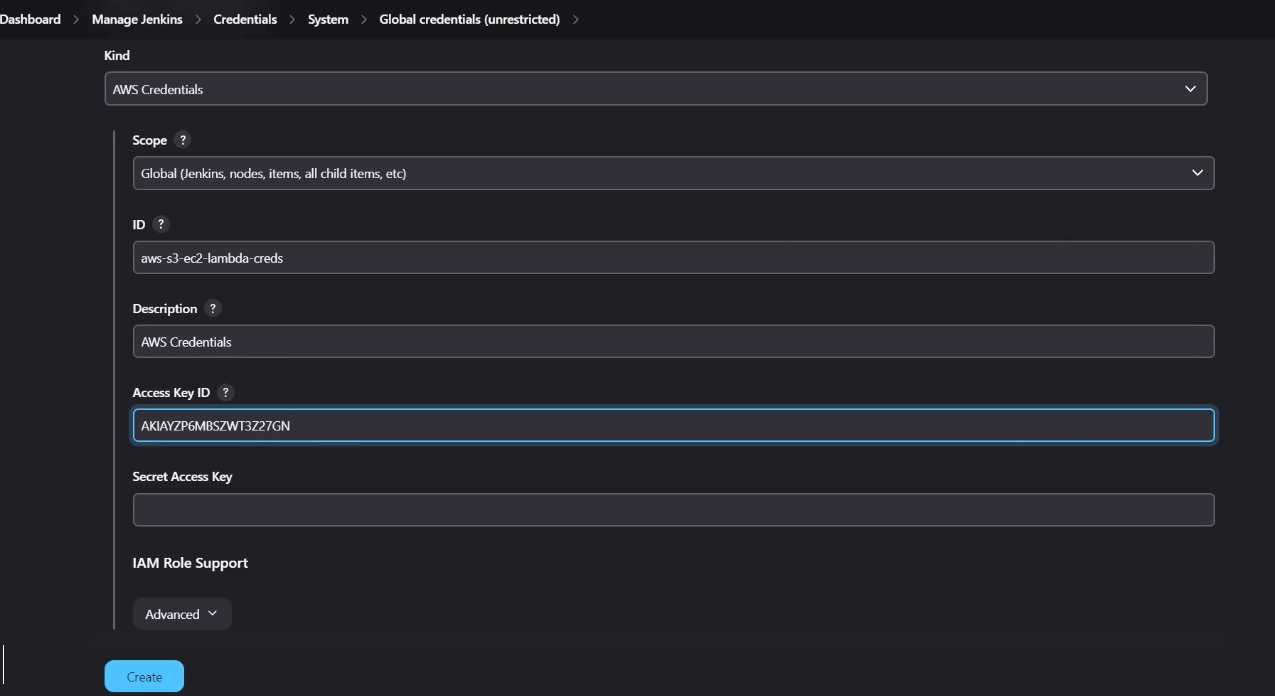 Dashboard > Manage Jenkins > Credentials > System > Global credentials (unrestricted) >
Kind
AWS Credentials
Scope ?
Global (Jenkins, nodes, items, all child items, etc)
ID ?
aws-s3-ec2-lambda-creds
Description ?
AWS Credentials
Access Key ID ?
AKIAYZP6MBSZWT3Z27GN
Secret Access Key
IAM Role Support
Advanced
Create